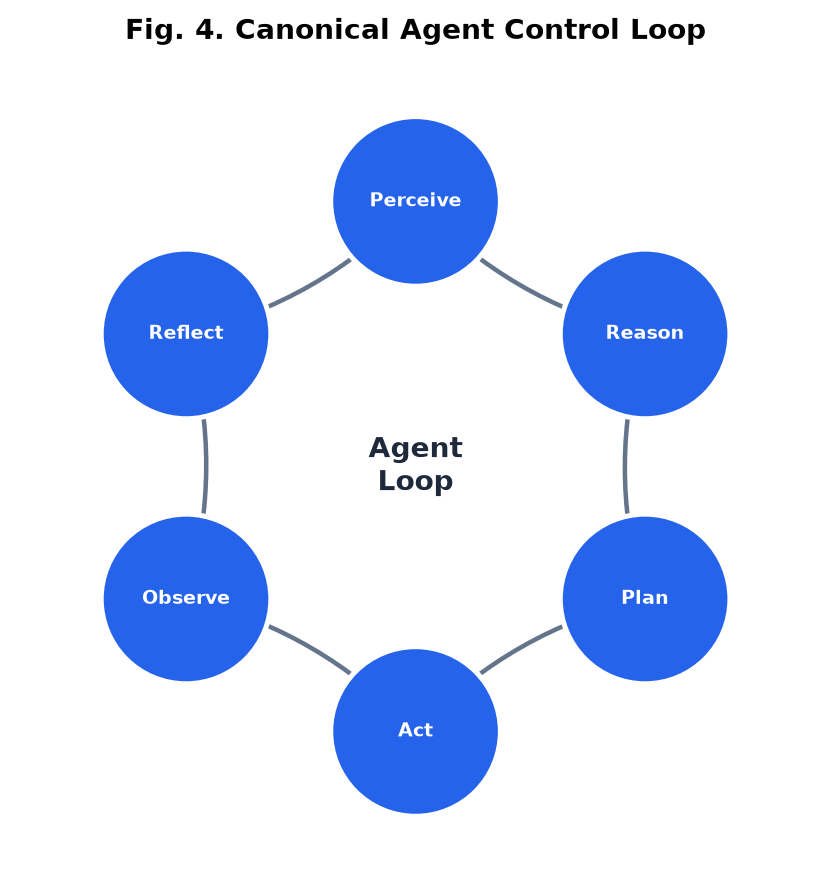 Fig. 4. Canonical Agent Control Loop
Perceive
Reflect
Reason
Agent
Loop
Observe
Plan
Act